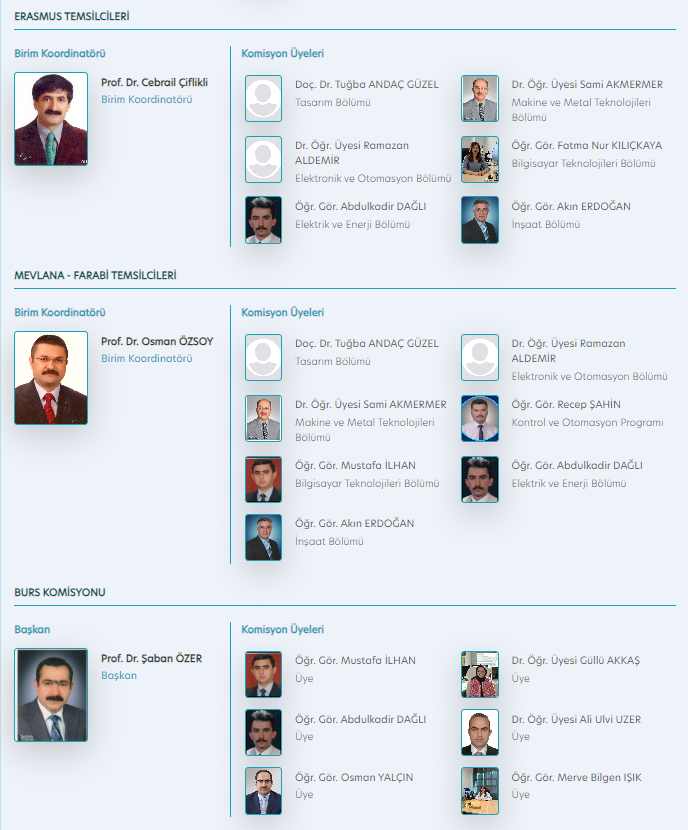 ERASMUS TEMSİLCİLERİ
Birim Koordinatörü
Prof. Dr. Cebrail Çiflikli
Birim Koordinatörü
Komisyon Üyeleri
Doç. Dr. Tuğba ANDAÇ GÜZEL
Tasarım Bölümü
Dr. Öğr. Üyesi Sami AKMERMER
Makine ve Metal Teknolojileri
Bölümü
Dr. Öğr. Üyesi Ramazan
ALDEMİR
Elektronik ve Otomasyon Bölümü
Öğr. Gör. Fatma Nur KILIÇKAYA
Bilgisayar Teknolojileri Bölümü
Öğr. Gör. Abdulkadir DAĞLI
Elektrik ve Enerji Bölümü
Öğr. Gör. Akın ERDOĞAN
İnşaat Bölümü
MEVLANA - FARABİ TEMSİLCİLERİ
Birim Koordinatörü
Prof. Dr. Osman ÖZSOY
Birim Koordinatörü
Komisyon Üyeleri
Doç. Dr. Tuğba ANDAÇ GÜZEL
Tasarım Bölümü
Dr. Öğr. Üyesi Ramazan
ALDEMİR
Elektronik ve Otomasyon Bölümü
Dr. Öğr. Üyesi Sami AKMERMER
Makine ve Metal Teknolojileri
Bölümü
Öğr. Gör. Recep ŞAHİN
Kontrol ve Otomasyon Programı
Öğr. Gör. Mustafa İLHAN
Bilgisayar Teknolojileri Bölümü
Öğr. Gör. Abdulkadir DAĞLI
Elektrik ve Enerji Bölümü
Öğr. Gör. Akın ERDOĞAN
İnşaat Bölümü
BURS KOMİSYONU
Başkan
Prof. Dr. Şaban ÖZER
Başkan
Komisyon Üyeleri
Öğr. Gör. Mustafa İLHAN
Üye
Dr. Öğr. Üyesi Güllü AKKAŞ
Üye
Öğr. Gör. Abdulkadir DAĞLI
Üye
Dr. Öğr. Üyesi Ali Ulvi UZER
Üye
Öğr. Gör. Osman YALÇIN
Üye
Öğr. Gör. Merve Bilgen IŞIK
Üye